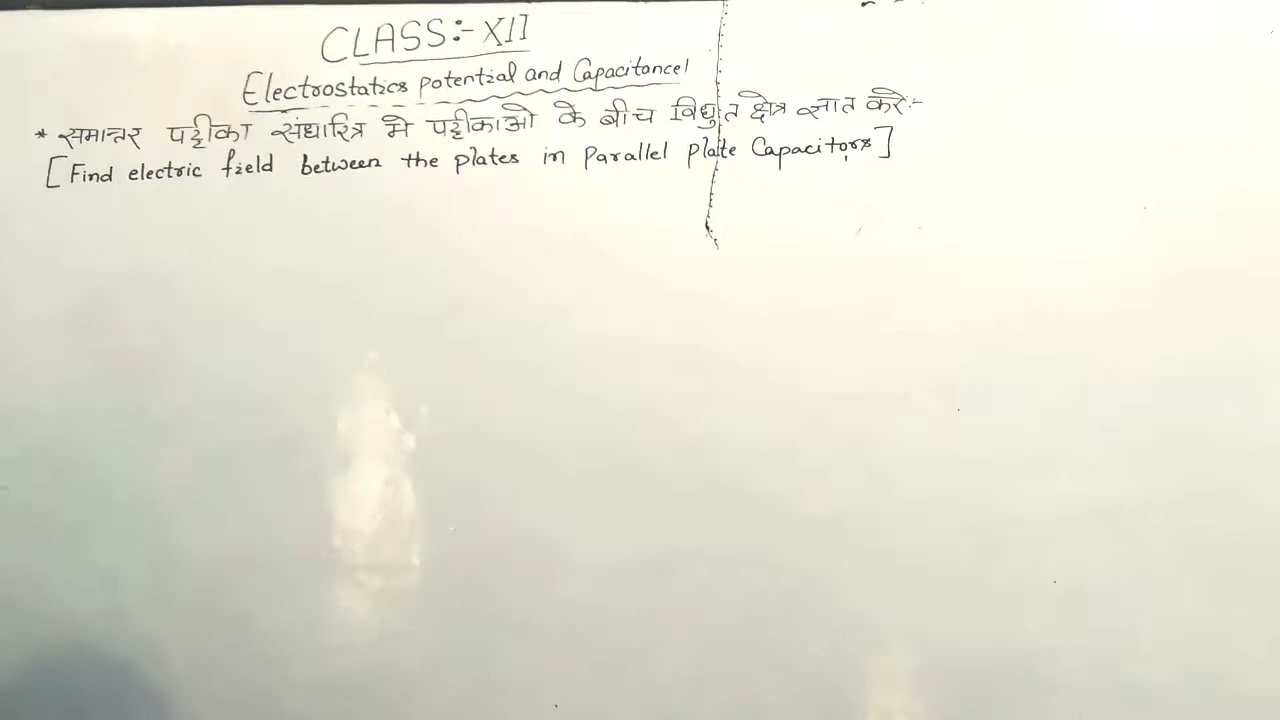 CLASS:- XII
Electrostatics potential and Capacitance1
* समान्तर पट्टीका संधारित्र मे पट्टीकाओ के बीच विद्युत क्षेत्र ज्ञात करें:-
[Find electric field between the plates in Parallel plate Capacitors]